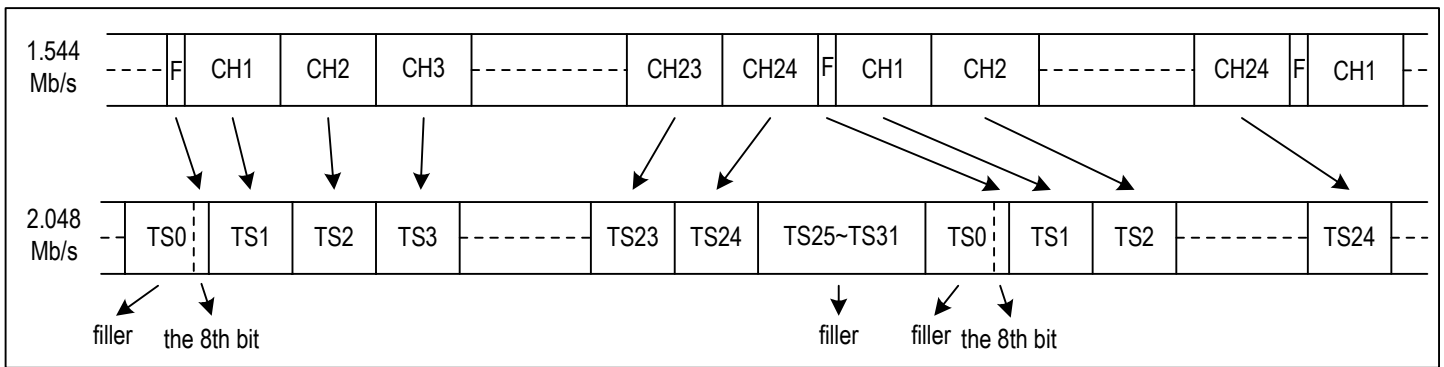 1.544 Mb/s
F CH1 CH2 CH3 CH23 CH24 F CH1 CH2 CH24 F CH1
2.048 Mb/s
TS0 TS1 TS2 TS3 TS23 TS24 TS25~TS31 TS0 TS1 TS2 TS24
filler the 8th bit filler filler the 8th bit